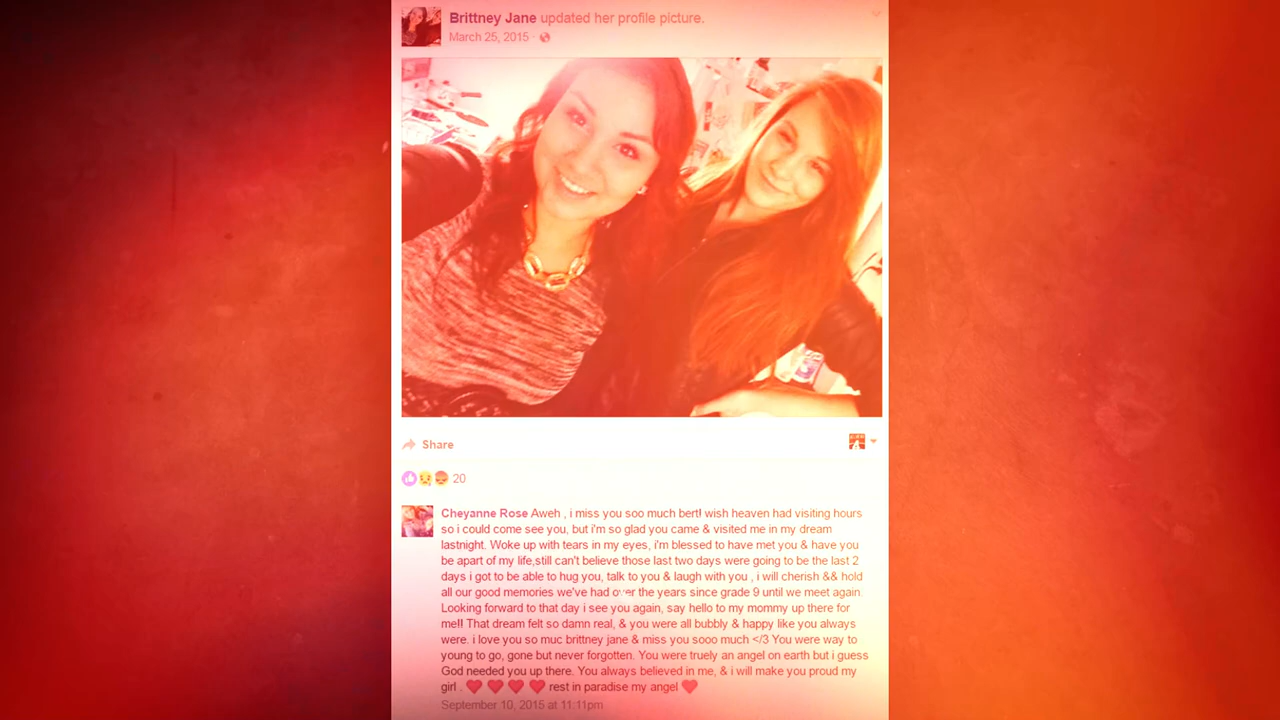 Brittney Jane updated her profile picture.
March 25, 2015 ·
Share
20
Cheyanne Rose Aweh , i miss you soo much bert! wish heaven had visiting hours
so i could come see you, but i'm so glad you came & visited me in my dream
lastnight. Woke up with tears in my eyes, i'm blessed to have met you & have you
be apart of my life,still can't believe those last two days were going to be the last 2
days i got to be able to hug you, talk to you & laugh with you , i will cherish && hold
all our good memories we've had over the years since grade 9 until we meet again.
Looking forward to that day i see you again, say hello to my mommy up there for
me!! That dream felt so damn real, & you were all bubbly & happy like you always
were. i love you so muc brittney jane & miss you sooo much </3 You were way to
young to go, gone but never forgotten. You were truely an angel on earth but i guess
God needed you up there. You always believed in me, & i will make you proud my
girl . ❤ ❤ ❤ ❤ rest in paradise my angel ❤
September 10, 2015 at 11:11pm